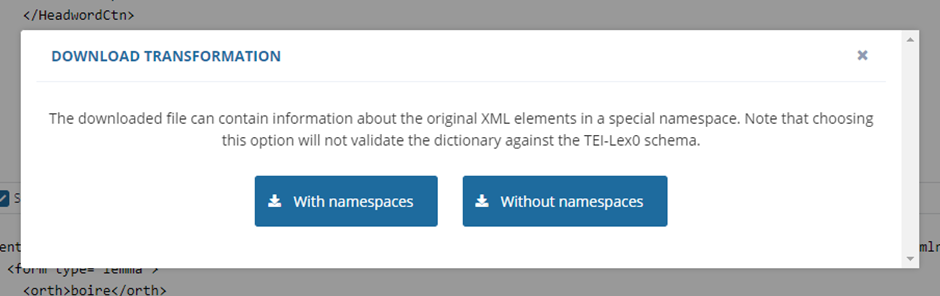 </HeadwordCtn>
DOWNLOAD TRANSFORMATION
The downloaded file can contain information about the original XML elements in a special namespace. Note that choosing
this option will not validate the dictionary against the TEI-Lex0 schema.
With namespaces
Without namespaces
<form type="lemma">
<orth>boire</orth>